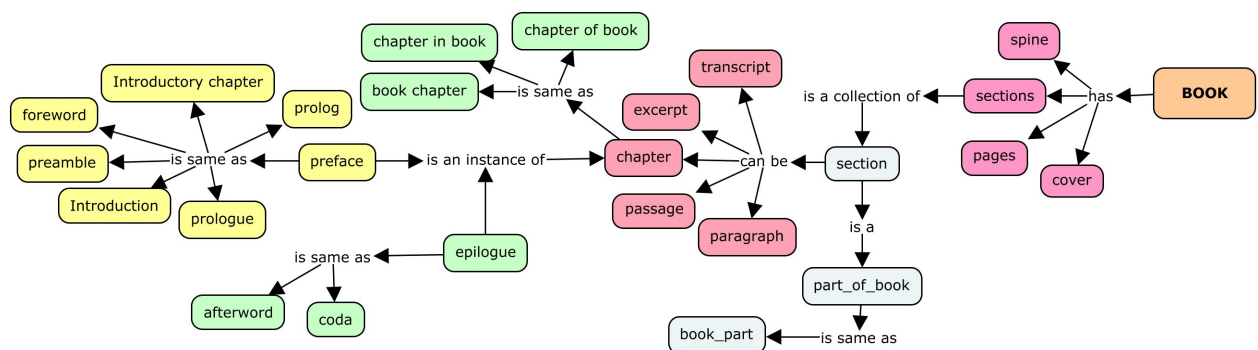 chapter in book
chapter of book
spine
transcript
Introductory chapter
book chapter
is same as
BOOK
sections
has
is a collection of
prolog
foreword
excerpt
is same as
preface
is an instance of
chapter
can be
section
preamble
pages
cover
Introduction
prologue
passage
paragraph
is a
epilogue
is same as
part_of_book
afterword
coda
book_part
is same as